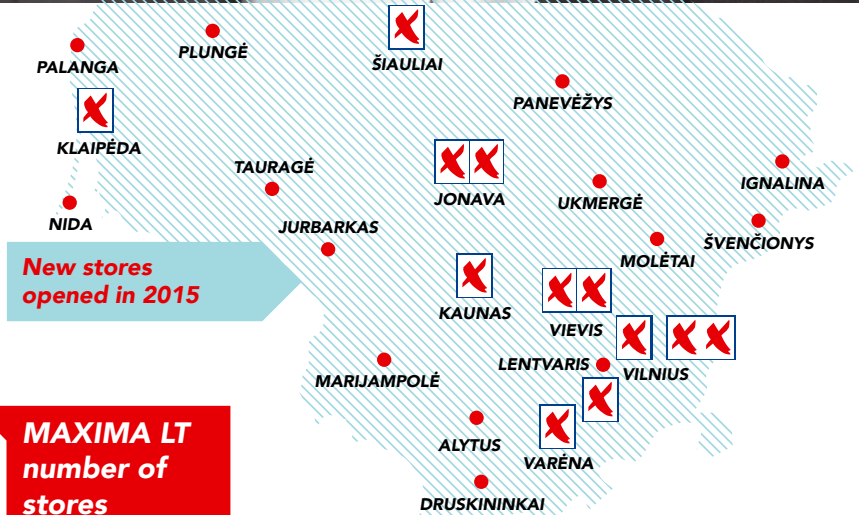 PALANGA
PLUNGĖ
ŠIAULIAI
PANEVĖŽYS
KLAIPĖDA
TAURAGĖ
JONAVA
UKMERGĖ
IGNALINA
NIDA
JURBARKAS
MOLĖTAI
ŠVENČIONYS
New stores
opened in 2015
KAUNAS
VIEVIS
LENTVARIS
VILNIUS
MARIJAMPOLĖ
MAXIMA LT
number of
stores
ALYTUS
VARĖNA
DRUSKININKAI